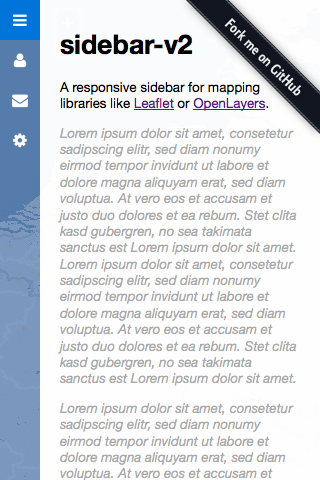 Fork me on GitHub
sidebar-v2
A responsive sidebar for mapping
libraries like Leaflet or OpenLayers.
Lorem ipsum dolor sit amet, consetetur
sadipscing elitr, sed diam nonumy
eirmod tempor invidunt ut labore et
dolore magna aliquyam erat, sed diam
voluptua. At vero eos et accusam et
justo duo dolores et ea rebum. Stet clita
kasd gubergren, no sea takimata
sanctus est Lorem ipsum dolor sit amet.
Lorem ipsum dolor sit amet, consetetur
sadipscing elitr, sed diam nonumy
eirmod tempor invidunt ut labore et
dolore magna aliquyam erat, sed diam
voluptua. At vero eos et accusam et
justo duo dolores et ea rebum. Stet clita
kasd gubergren, no sea takimata
sanctus est Lorem ipsum dolor sit amet.
Lorem ipsum dolor sit amet, consetetur
sadipscing elitr, sed diam nonumy
eirmod tempor invidunt ut labore et
dolore magna aliquyam erat, sed diam
voluptua. At vero eos et accusam et